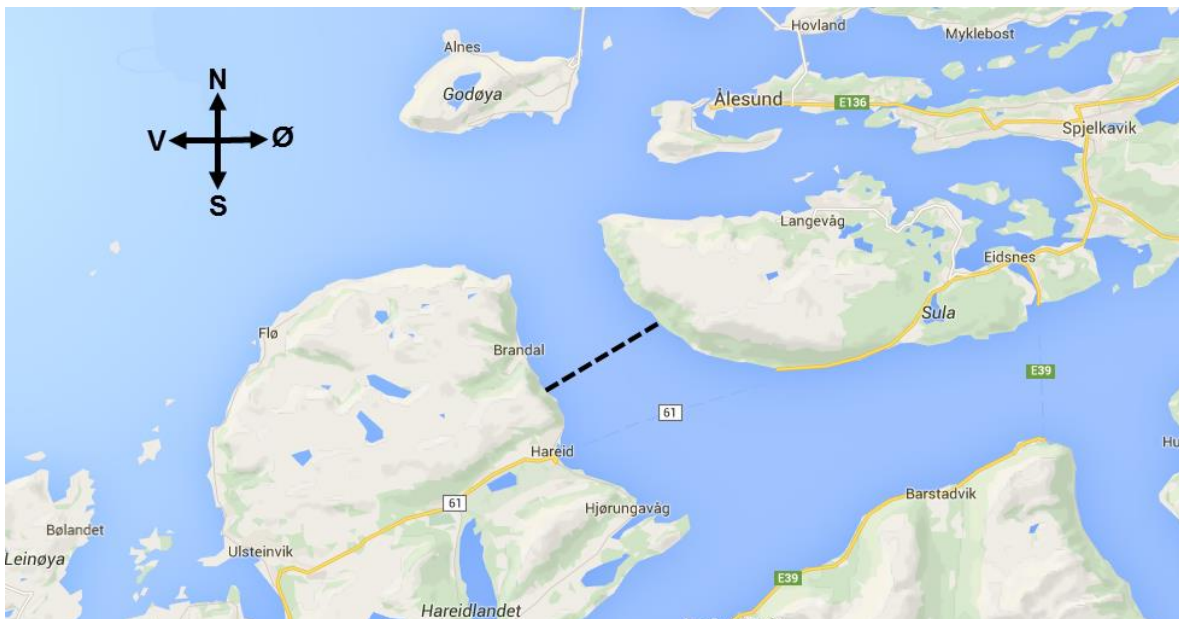 Hovland
Myklebost
Alnes
Godøya
Ålesund
E136
Spjelkavik
N
V
Ø
S
Langevåg
Eidsnes
Sula
Flø
Brandal
E39
61
Hareid
Hu
61
Barstadvik
Hjørungavåg
Bølandet
Leinøya
Ulsteinvik
E39
Hareidlandet